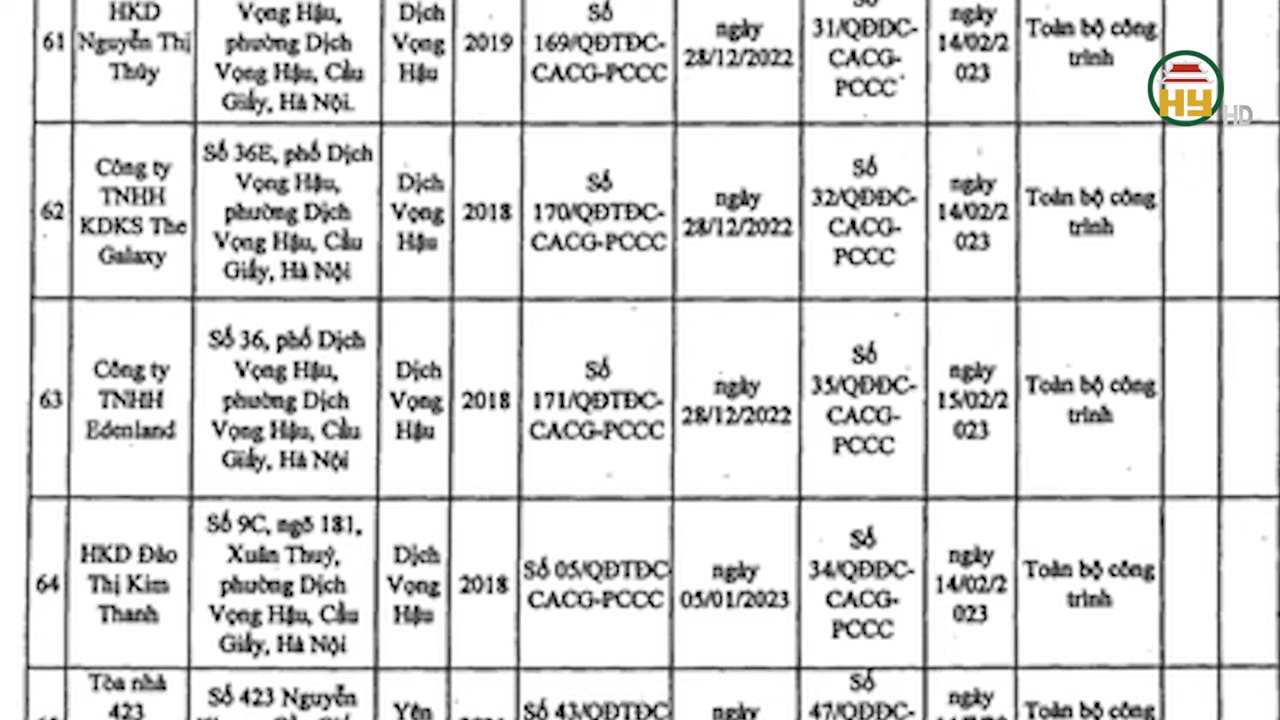 61
HKD
Nguyễn Thị
Thủy
Vọng Hậu,
phường Dịch
Vọng Hậu, Cầu
Giấy, Hà Nội.
Dịch
Vọng
Hậu
2019
Số
169/QĐTĐC-
CACG-PCCC
ngày
28/12/2022
Số
31/QĐĐC-
CACG-
PCCC
ngày
14/02/2
023
Toàn bộ công
trình
HY
HD
62
Công ty
TNHH
KDKS The
Galaxy
Số 36E, phố Dịch
Vọng Hậu,
phường Dịch
Vọng Hậu, Cầu
Giấy, Hà Nội
Dịch
Vọng
Hậu
2018
Số
170/QĐTĐC-
CACG-PCCC
ngày
28/12/2022
Số
32/QĐĐC-
CACG-
PCCC
ngày
14/02/2
023
Toàn bộ công
trình
63
Công ty
TNHH
Edenland
Số 36, phố Dịch
Vọng Hậu,
phường Dịch
Vọng Hậu, Cầu
Giấy, Hà Nội
Dịch
Vọng
Hậu
2018
Số
171/QĐTĐC-
CACG-PCCC
ngày
28/12/2022
Số
35/QĐĐC-
CACG-
PCCC
ngày
15/02/2
023
Toàn bộ công
trình
64
HKD Đào
Thị Kim
Thanh
Số 9C, ngõ 181,
Xuân Thuỷ,
phường Dịch
Vọng Hậu, Cầu
Giấy, Hà Nội
Dịch
Vọng
Hậu
2018
Số 05/QĐTĐC
CACG-PCCC
ngày
05/01/2023
Số
34/QĐĐC-
CACG-
PCCC
ngày
14/02/2
023
Toàn bộ công
trình
Tòa nhà
423
Số 423 Nguyễn
Yên
Số 43/QĐTĐC
ngày
Số
47/QĐĐC-
ngày
Toàn bộ công